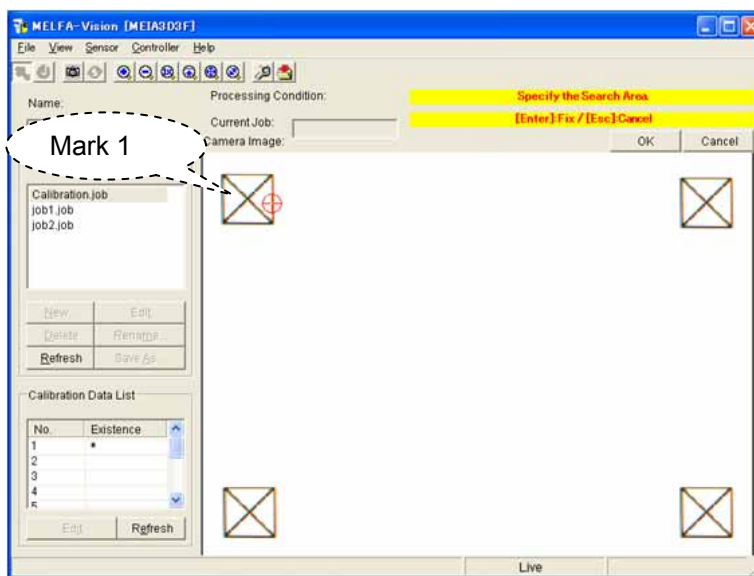 MELFA-Vision [MEIA3D3F]
File View Sensor Controller Help
Name:
Processing Condition:
Specify the Search Area.
Current Job:
[Enter]:Fix / [Esc]:Cancel
Camera Image:
OK Cancel
Mark 1
Calibration.job
job1.job
job2.job
New Edit
Delete Rename...
Refresh Save As
Calibration Data List
No. Existence
1 *
2
3
4
Edit Refresh
Live